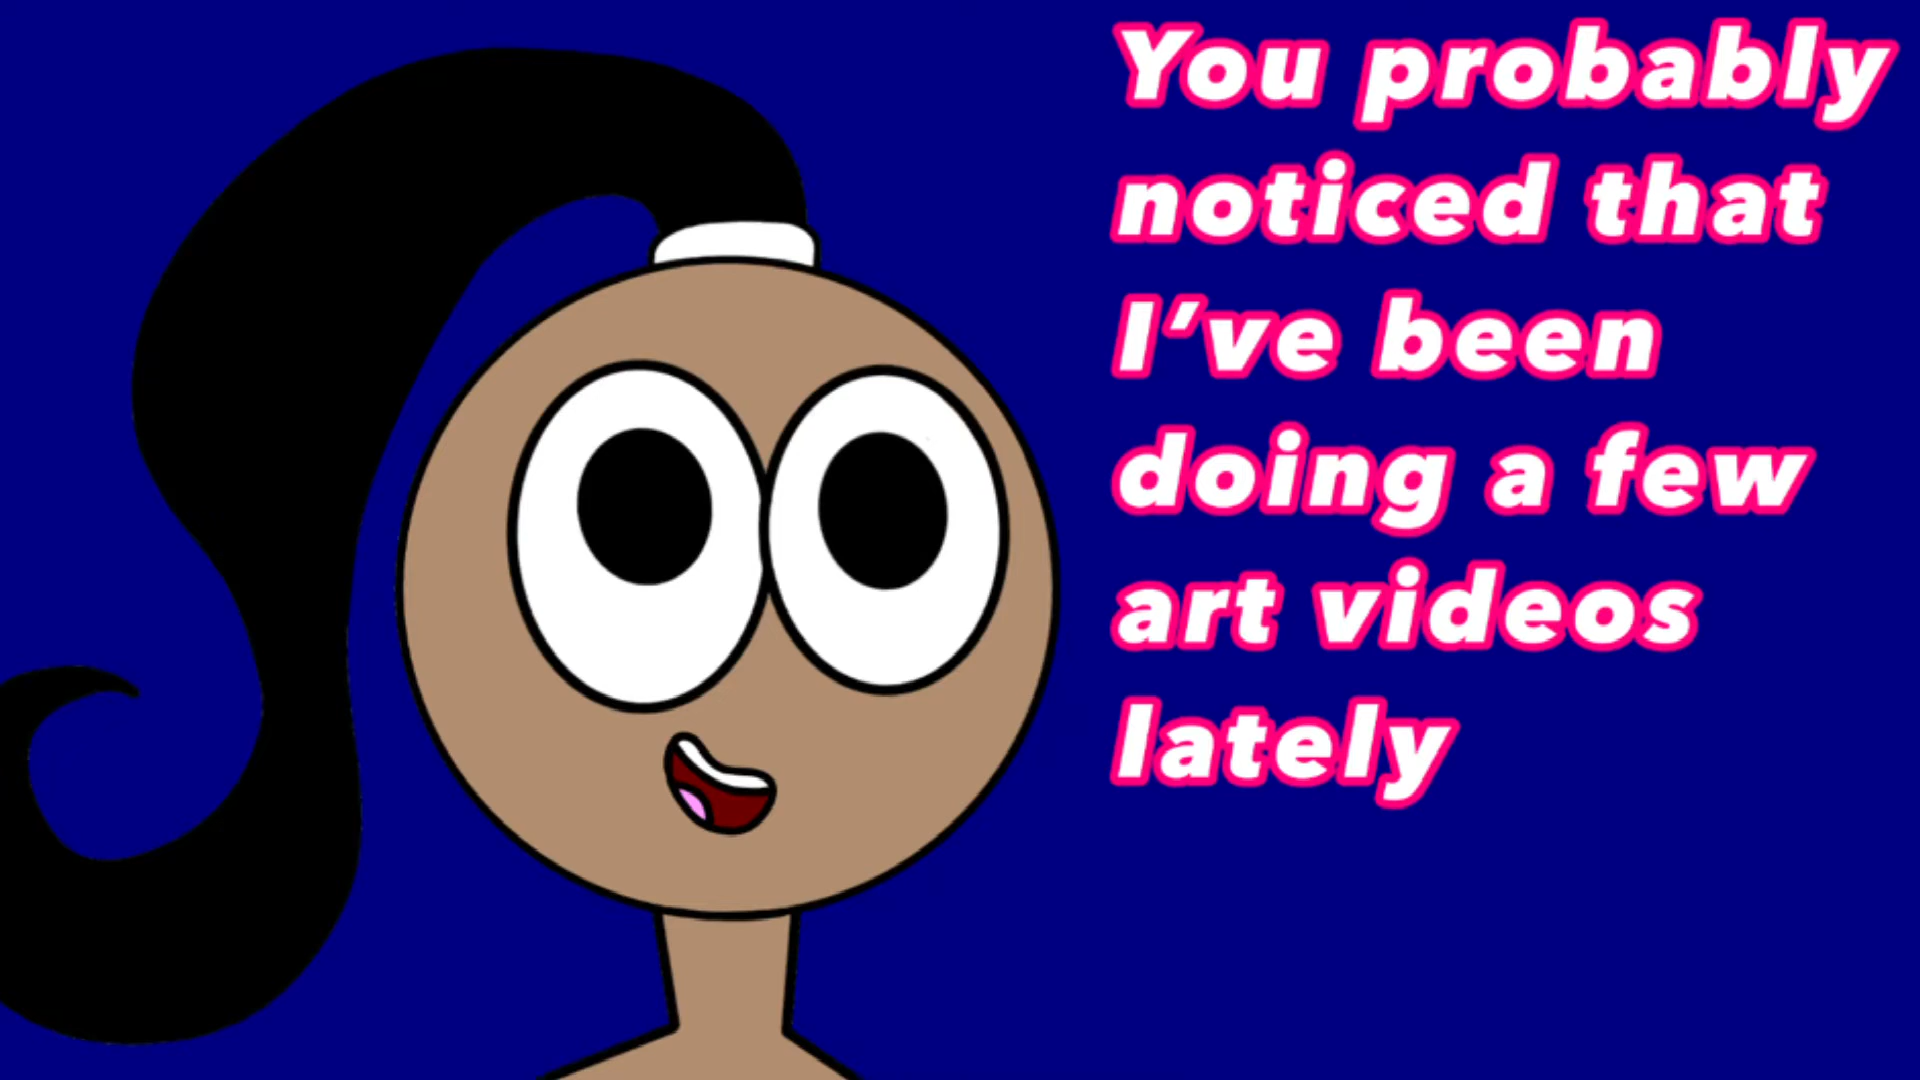 You probably
noticed that
I’ve been
doing a few
art videos
lately